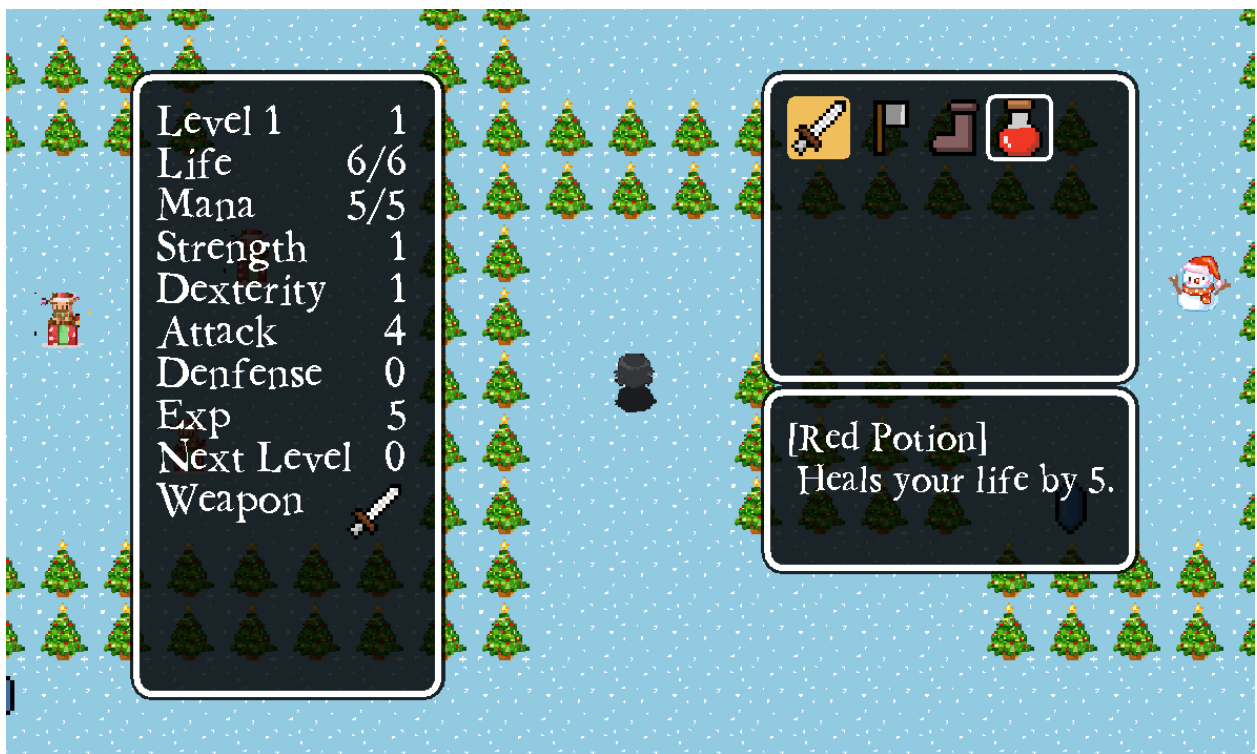 Level 1 1
Life 6/6
Mana 5/5
Strength 1
Dexterity 1
Attack 4
Denfense 0
Exp 5
Next Level 0
Weapon
[Red Potion]
Heals your life by 5.